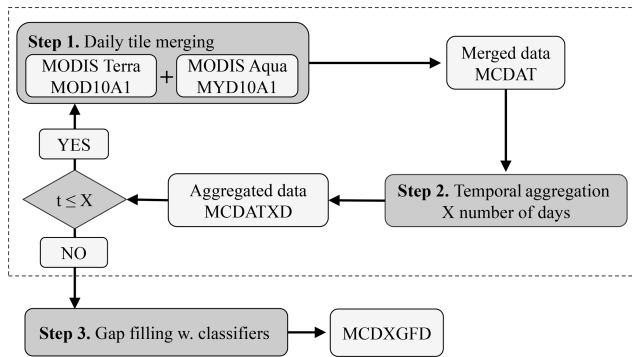 Step 1. Daily tile merging
MODIS Terra
MOD10A1
+
MODIS Aqua
MYD10A1
Merged data
MCDAT
YES
t ≤ X
Aggregated data
MCDATXD
Step 2. Temporal aggregation
X number of days
NO
Step 3. Gap filling w. classifiers
MCDXGFD